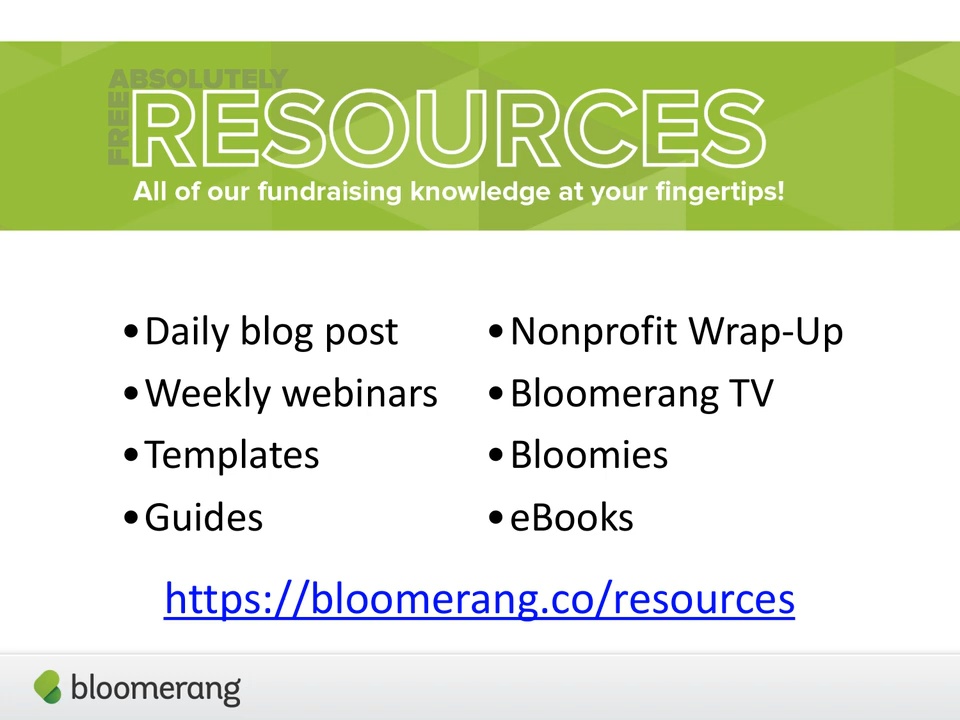 ABSOLUTELY
FREE
RESOURCES
All of our fundraising knowledge at your fingertips!
•Daily blog post
•Weekly webinars
•Templates
•Guides
•Nonprofit Wrap-Up
•Bloomerang TV
•Bloomies
•eBooks
https://bloomerang.co/resources
bloomerang